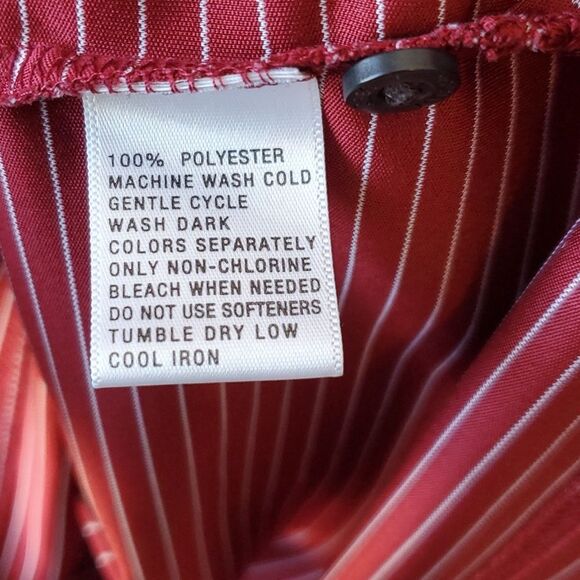 100% POLYESTER
MACHINE WASH COLD
GENTLE CYCLE
WASH DARK
COLORS SEPARATELY
ONLY NON-CHLORINE
BLEACH WHEN NEEDED
DO NOT USE SOFTENERS
TUMBLE DRY LOW
COOL IRON